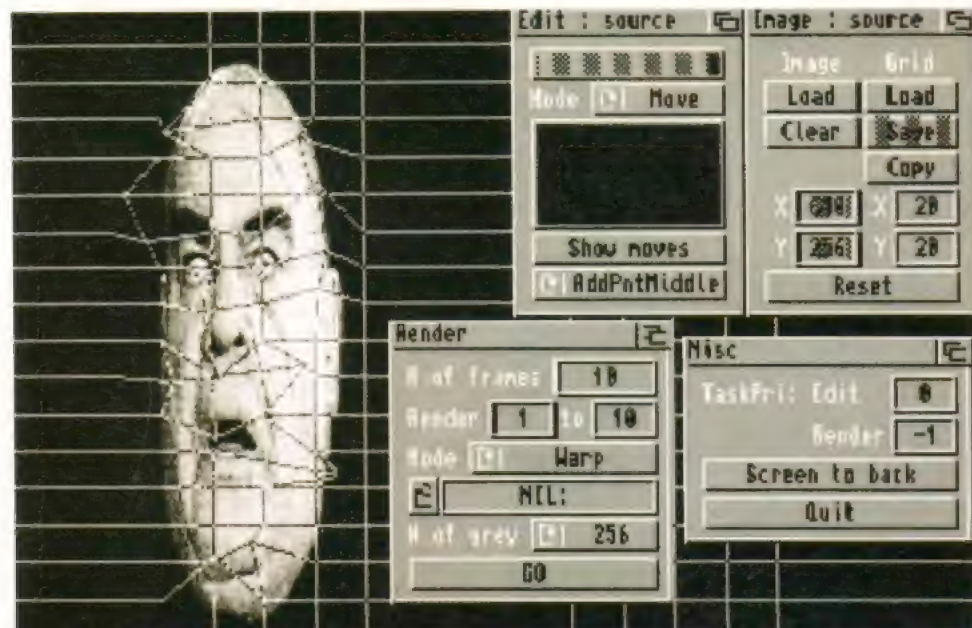 Edit : source
Mode Move
Show moves
AddPntMiddle
Image : source
Image Grid
Load Load
Clear Save
Copy
X X 20
Y 256 Y 20
Reset
Render
N of frames 10
Render 1 to 10
Mode Warp
NIL:
N of grey 256
GO
Misc
TaskPri: Edit 0
Render -1
Screen to back
Quit